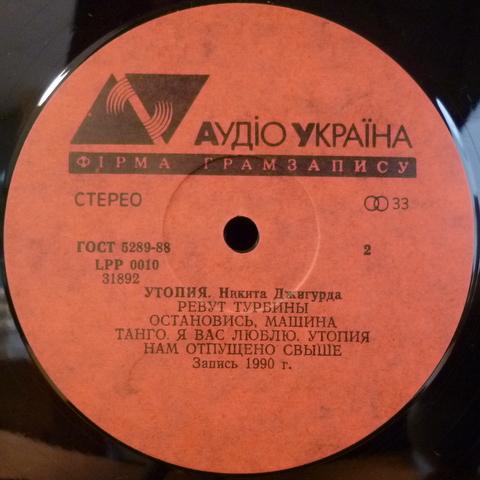 АУДІО УКРАЇНА
ФІРМА ГРАМЗАПИСУ
СТЕРЕО 33
ГОСТ 5289-88 2
LPP 0010
31892
УТОПИЯ. Никита Джигурда
РЕВУТ ТУРБИНЫ
ОСТАНОВИСЬ, МАШИНА
ТАНГО. Я ВАС ЛЮБЛЮ. УТОПИЯ
НАМ ОТПУЩЕНО СВЫШЕ
Запись 1990 г.